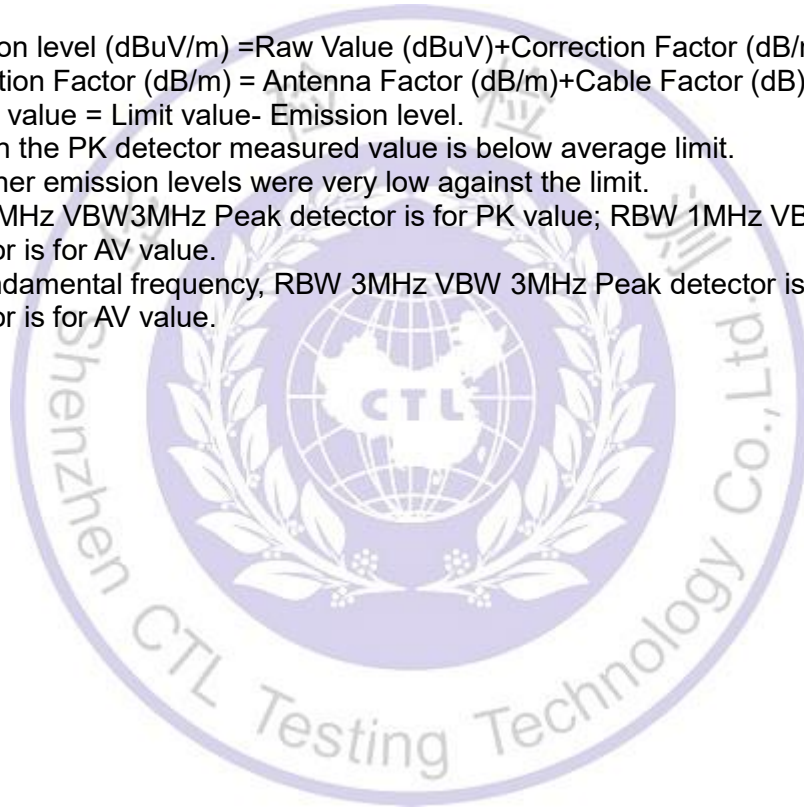 on level (dBuV/m) =Raw Value (dBuV)+Correction Factor (dB/m
tion Factor (dB/m) = Antenna Factor (dB/m)+Cable Factor (dB)
value = Limit value- Emission level.
n the PK detector measured value is below average limit.
her emission levels were very low against the limit.
MHz VBW3MHz Peak detector is for PK value; RBW 1MHz VB
or is for AV value.
ndamental frequency, RBW 3MHz VBW 3MHz Peak detector is
or is for AV value.
检 测
CTL
Shenzhen CTL Testing Technology Co., Ltd.